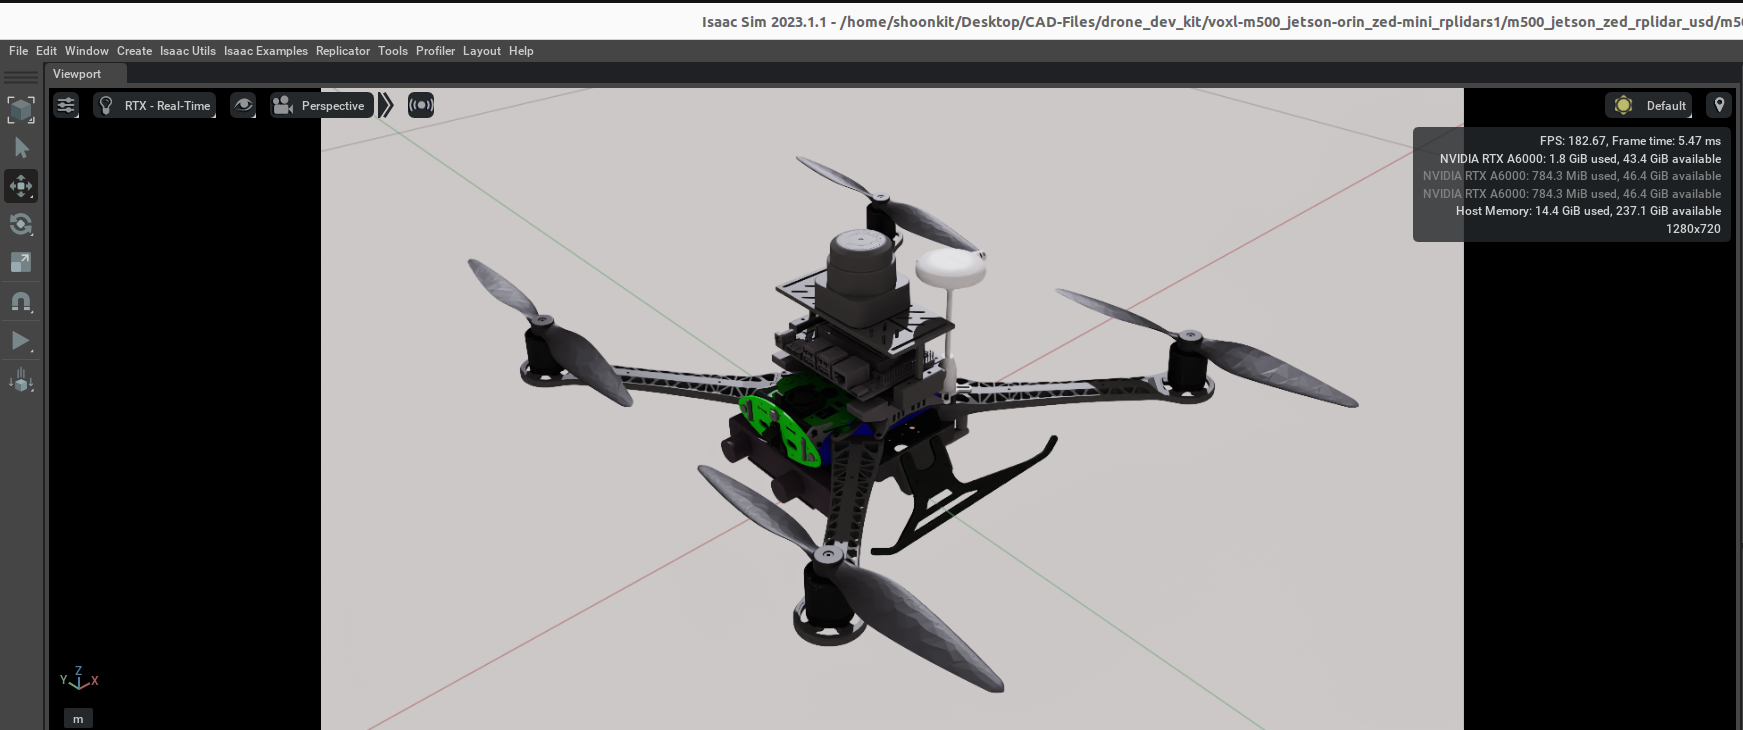 Isaac Sim 2023.1.1 - /home/shoonkit/Desktop/CAD-Files/drone_dev_kit/voxl-m500_jetson-orin_zed-mini_rplidars1/m500_jetson_zed_rplidar_usd/m50
File Edit Window Create Isaac Utils Isaac Examples Replicator Tools Profiler Layout Help
Viewport
RTX - Real-Time Perspective Default
FPS: 182.67, Frame time: 5.47 ms
NVIDIA RTX A6000: 1.8 GiB used, 43.4 GiB available
NVIDIA RTX A6000: 784.3 MiB used, 46.4 GiB available
NVIDIA RTX A6000: 784.3 MiB used, 46.4 GiB available
Host Memory: 14.4 GiB used, 237.1 GiB available
1280x720
Z
Y X
m